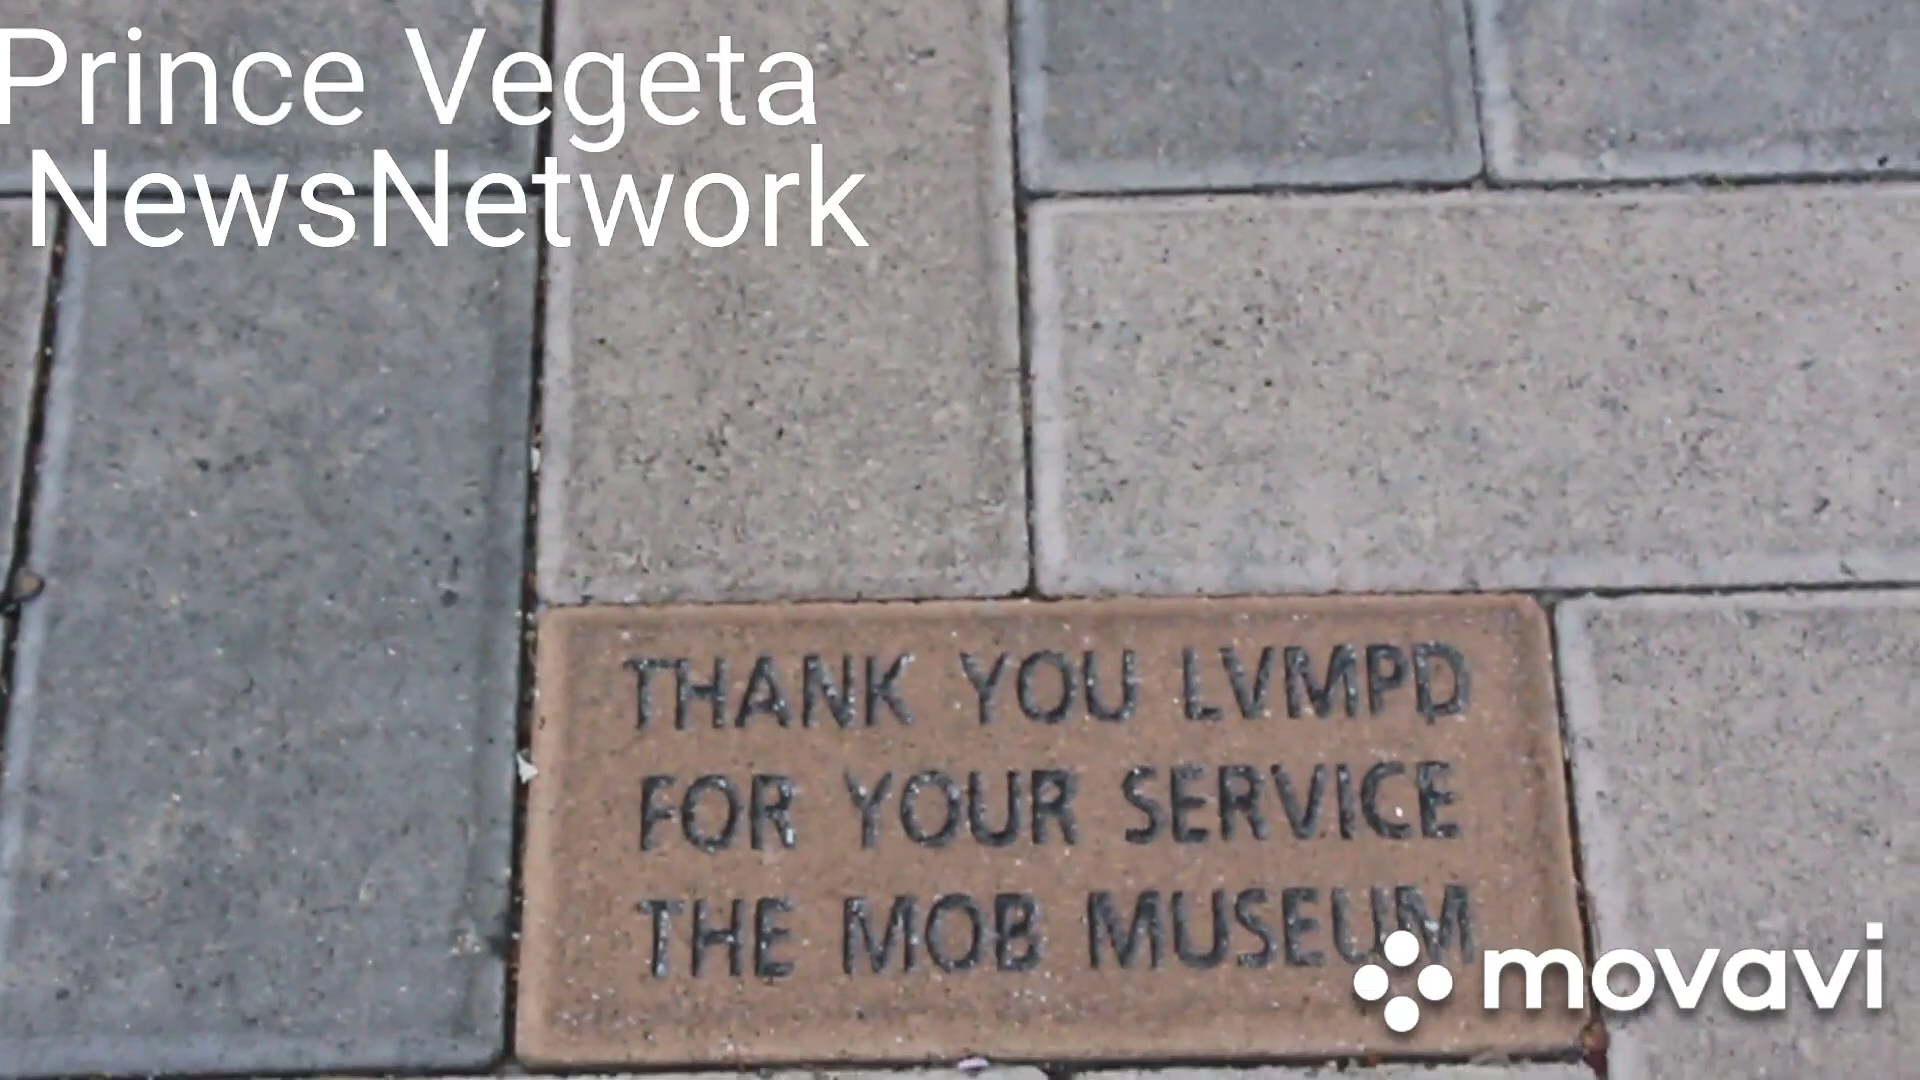 Prince Vegeta
NewsNetwork
THANK YOU LVMPD
FOR YOUR SERVICE
THE MOB MUSEUM
movavi